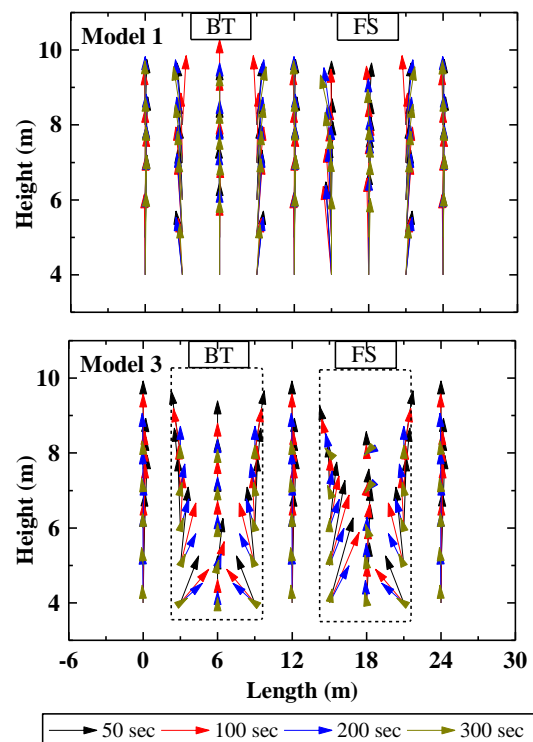 BT
FS
Model 1
10
8
6
4
Height (m)
BT
FS
Model 3
10
8
6
4
Height (m)
-6
0
6
12
18
24
30
Length (m)
50 sec
100 sec
200 sec
300 sec